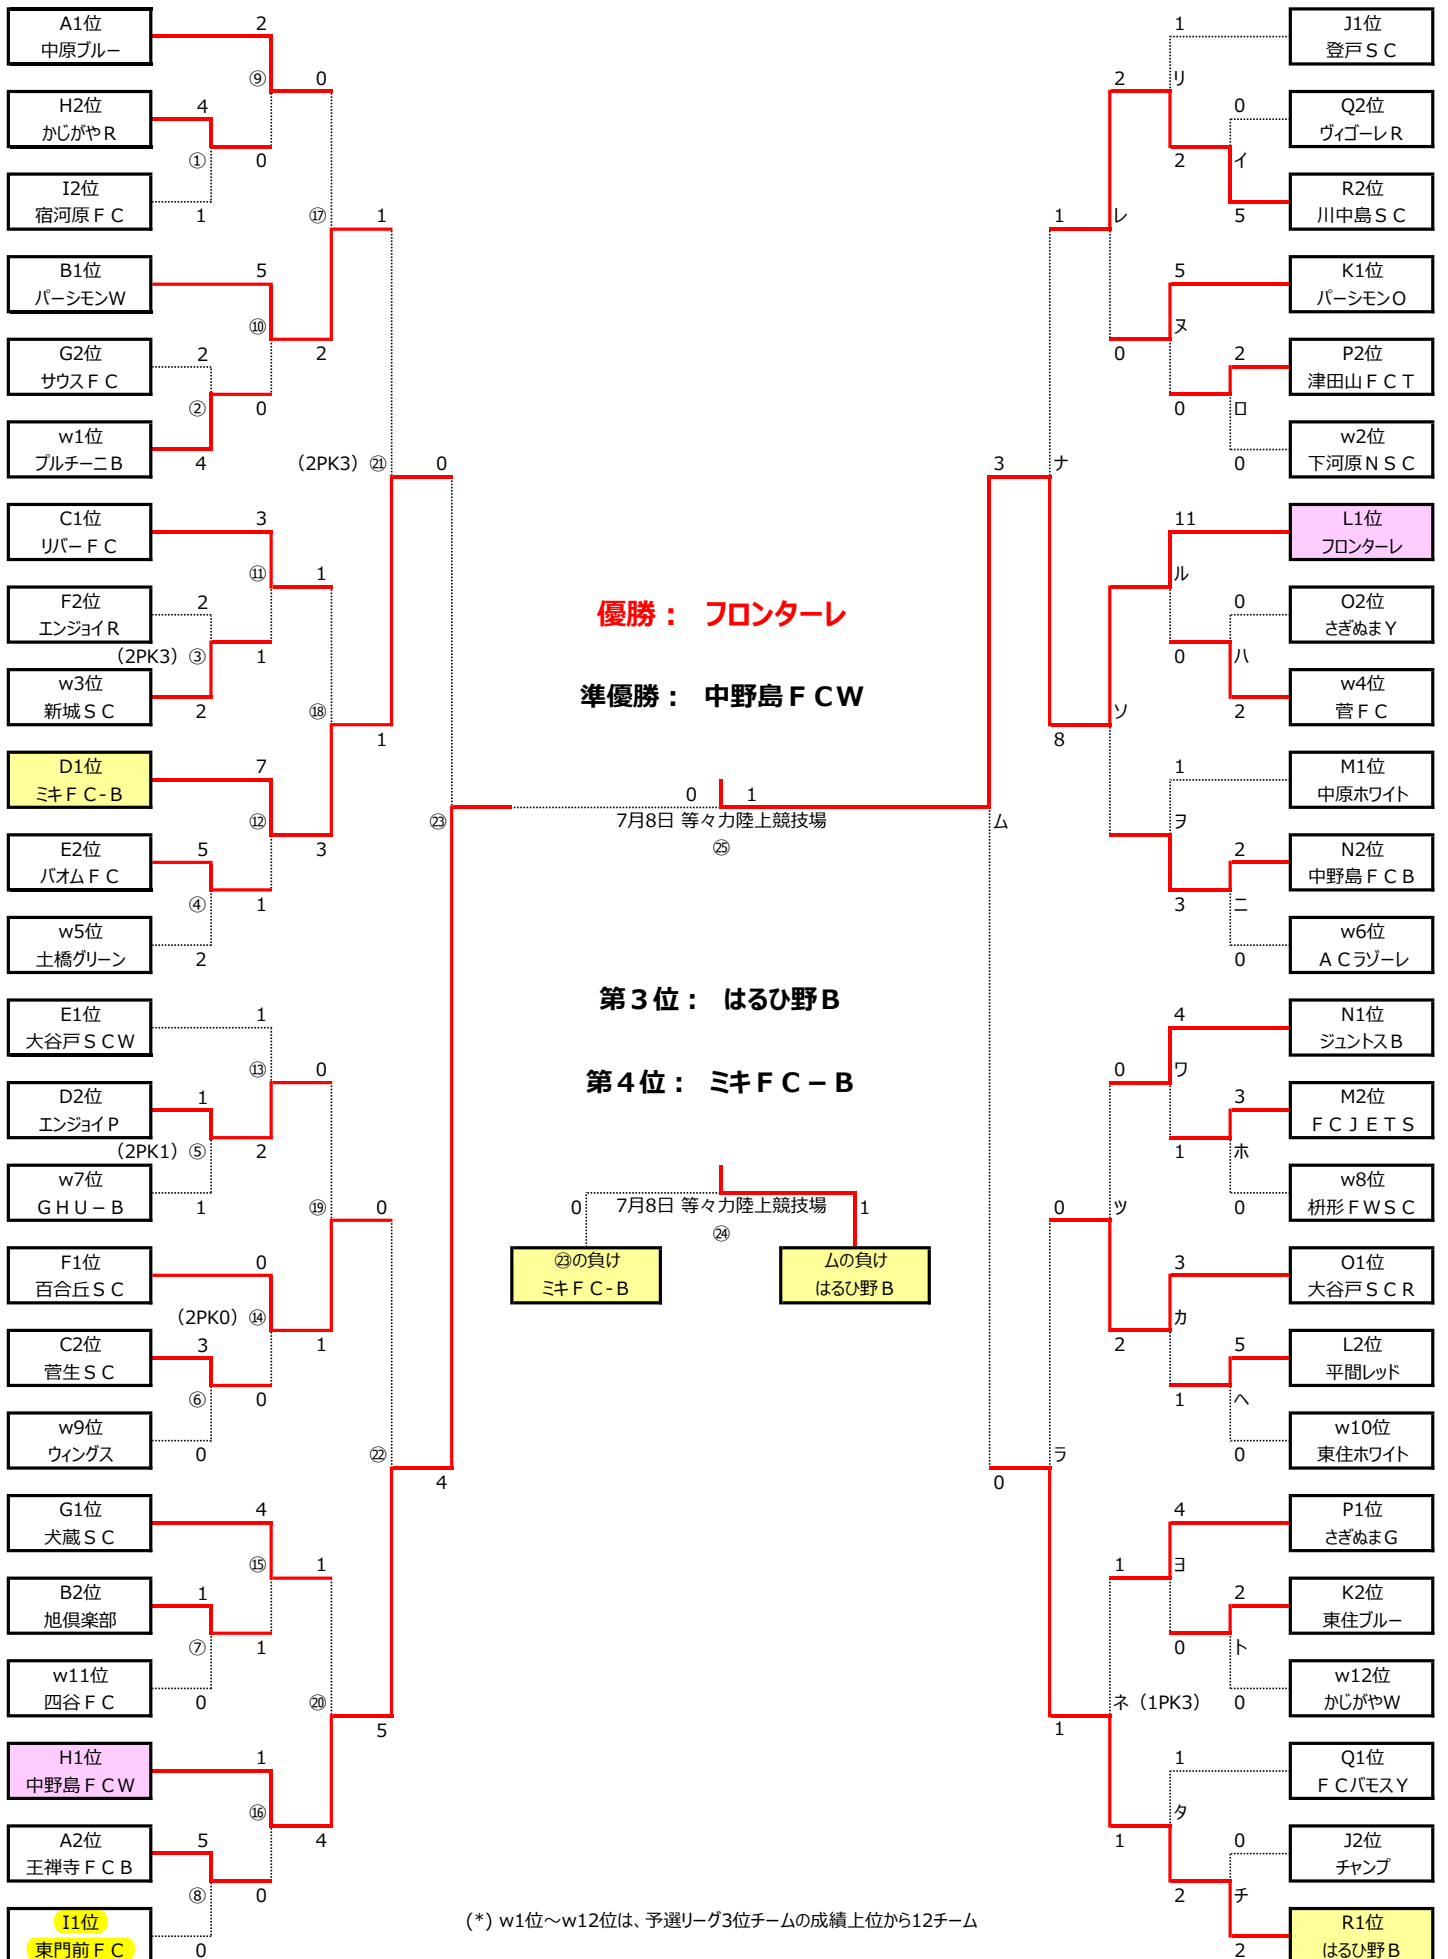 A1位
中原ブルー
2
⑨
0
H2位
かじがやR
4
①
0
I2位
宿河原ＦＣ
1
⑰
1
B1位
パーシモンW
5
⑩
2
G2位
サウスＦＣ
2
②
0
w1位
プルチーニB
4
(2PK3) ㉑
0
C1位
リバーＦＣ
3
⑪
1
F2位
エンジョイR
2
(2PK3) ③
1
w3位
新城ＳＣ
2
⑱
1
D1位
ミキＦＣ-B
7
⑫
3
㉓
E2位
バオムＦＣ
5
④
1
w5位
土橋グリーン
2
E1位
大谷戸ＳＣW
1
⑬
0
D2位
エンジョイP
1
(2PK1) ⑤
2
w7位
ＧＨＵ－Ｂ
1
⑲
0
F1位
百合丘ＳＣ
0
(2PK0) ⑭
1
C2位
菅生ＳＣ
3
⑥
0
w9位
ウィングス
0
㉒
4
G1位
犬蔵ＳＣ
4
⑮
1
B2位
旭倶楽部
1
⑦
1
w11位
四谷ＦＣ
0
⑳
5
H1位
中野島ＦＣW
1
⑯
4
A2位
王禅寺ＦＣB
5
⑧
0
I1位
東門前ＦＣ
0
優勝： フロンターレ
準優勝： 中野島ＦＣW
0 1
7月8日 等々力陸上競技場
㉕
第３位： はるひ野B
第４位： ミキＦＣ－B
0 7月8日 等々力陸上競技場 1
㉔
㉓の負け
ミキＦＣ-B
ムの負け
はるひ野B
(*) w1位～w12位は、予選リーグ3位チームの成績上位から12チーム
1
J1位
登戸ＳＣ
2 リ
0
Q2位
ヴィゴーレR
2 イ
R2位
川中島ＳＣ
5
1 レ
5
K1位
パーシモンO
ヌ
0
2
P2位
津田山ＦＣＴ
0 ロ
w2位
下河原ＮＳＣ
0
3 ナ
11
L1位
フロンターレ
ル
0
O2位
さぎぬまY
0 ハ
w4位
菅ＦＣ
2
ソ
8
1
M1位
中原ホワイト
ヲ
ム
2
N2位
中野島ＦＣB
3 ニ
w6位
ＡＣラゾーレ
0
4
N1位
ジュントスB
0 ワ
3
M2位
ＦＣＪＥＴＳ
1 ホ
w8位
枡形ＦＷＳＣ
0
0 ツ
3
O1位
大谷戸ＳＣR
カ
2
5
L2位
平間レッド
1 ヘ
w10位
東住ホワイト
0
ラ
0
4
P1位
さぎぬまG
1 ヨ
2
K2位
東住ブルー
0 ト
w12位
かじがやW
ネ (1PK3) 0
1
1
Q1位
ＦＣバモスY
タ
1
0
J2位
チャンプ
2 チ
R1位
はるひ野B
2